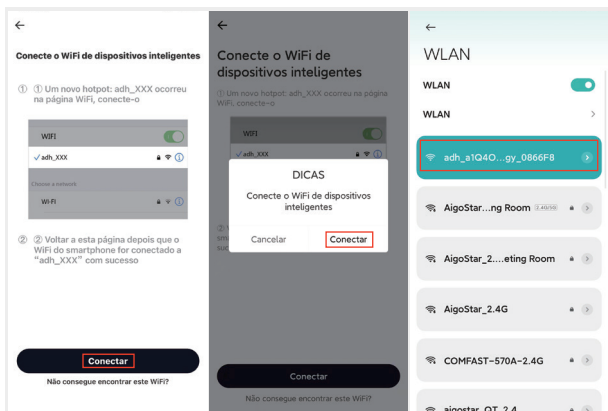 Conecte o WiFi de dispositivos inteligentes
① ① Um novo hotpot: adh_XXX ocorreu
na página WiFi, conecte-o
WIFI
adh_XXX
Choose a network
Wi-Fi
② ② Voltar a esta página depois que o
WiFi do smartphone for conectado a
"adh_XXX" com sucesso
Conectar
Não consegue encontrar este WiFi?
Conecte o WiFi de
dispositivos inteligentes
① Um novo hotpot: adh_XXX ocorreu na página
WiFi, conecte-o
WIFI
adh_XXX
DICAS
Conecte o WiFi de dispositivos
inteligentes
Cancelar
Conectar
Conectar
Não consegue encontrar este WiFi?
WLAN
WLAN
WLAN
adh_a1Q4O...gy_0866F8
AigoStar...ng Room 2.4G/5G
AigoStar_2....eting Room
AigoStar_2.4G
COMFAST-570A-2.4G
aigostar_QT_2.4